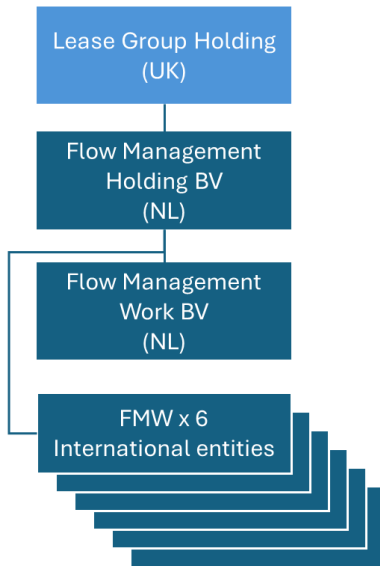 Lease Group Holding
(UK)
Flow Management
Holding BV
(NL)
Flow Management
Work BV
(NL)
FMW x 6
International entities